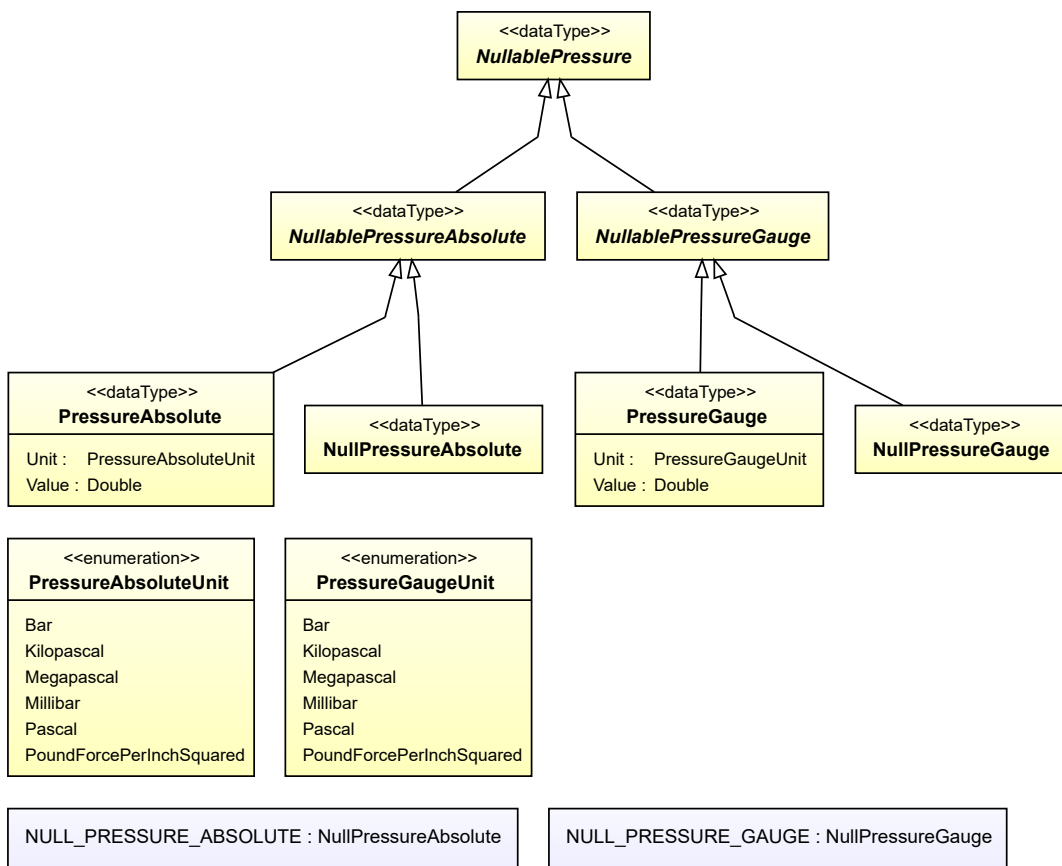 <<dataType>>
NullablePressure
<<dataType>>
NullablePressureAbsolute
<<dataType>>
NullablePressureGauge
<<dataType>>
PressureAbsolute
Unit : PressureAbsoluteUnit
Value : Double
<<dataType>>
NullPressureAbsolute
<<dataType>>
PressureGauge
Unit : PressureGaugeUnit
Value : Double
<<dataType>>
NullPressureGauge
<<enumeration>>
PressureAbsoluteUnit
Bar
Kilopascal
Megapascal
Millibar
Pascal
PoundForcePerInchSquared
<<enumeration>>
PressureGaugeUnit
Bar
Kilopascal
Megapascal
Millibar
Pascal
PoundForcePerInchSquared
NULL_PRESSURE_ABSOLUTE : NullPressureAbsolute
NULL_PRESSURE_GAUGE : NullPressureGauge